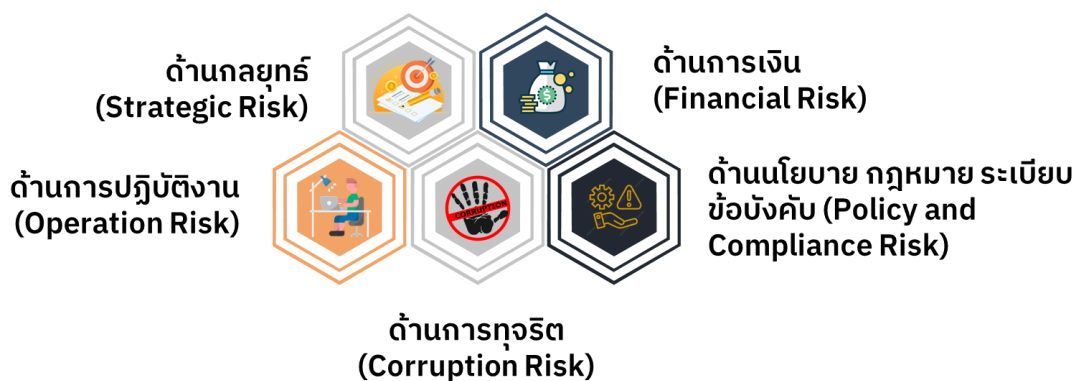 ด้านกลยุทธ์
(Strategic Risk)
ด้านการเงิน
(Financial Risk)
ด้านการปฏิบัติงาน
(Operation Risk)
CORRUPTION
ด้านนโยบาย กฎหมาย ระเบียบ
ข้อบังคับ (Policy and
Compliance Risk)
ด้านการทุจริต
(Corruption Risk)